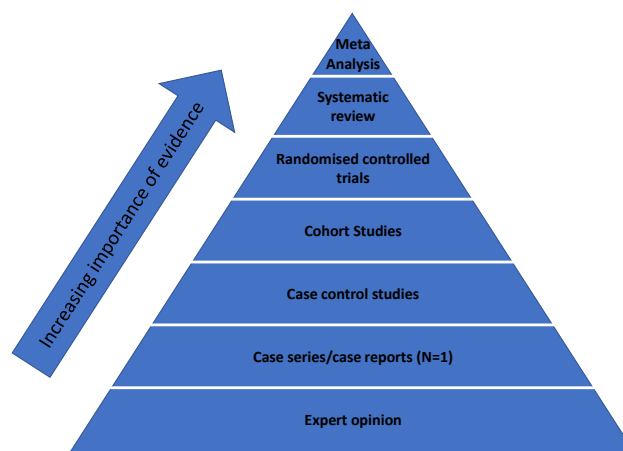 Meta
Analysis
Systematic
review
Randomised controlled
trials
Cohort Studies
Case control studies
Case series/case reports (N=1)
Expert opinion
Increasing importance of evidence